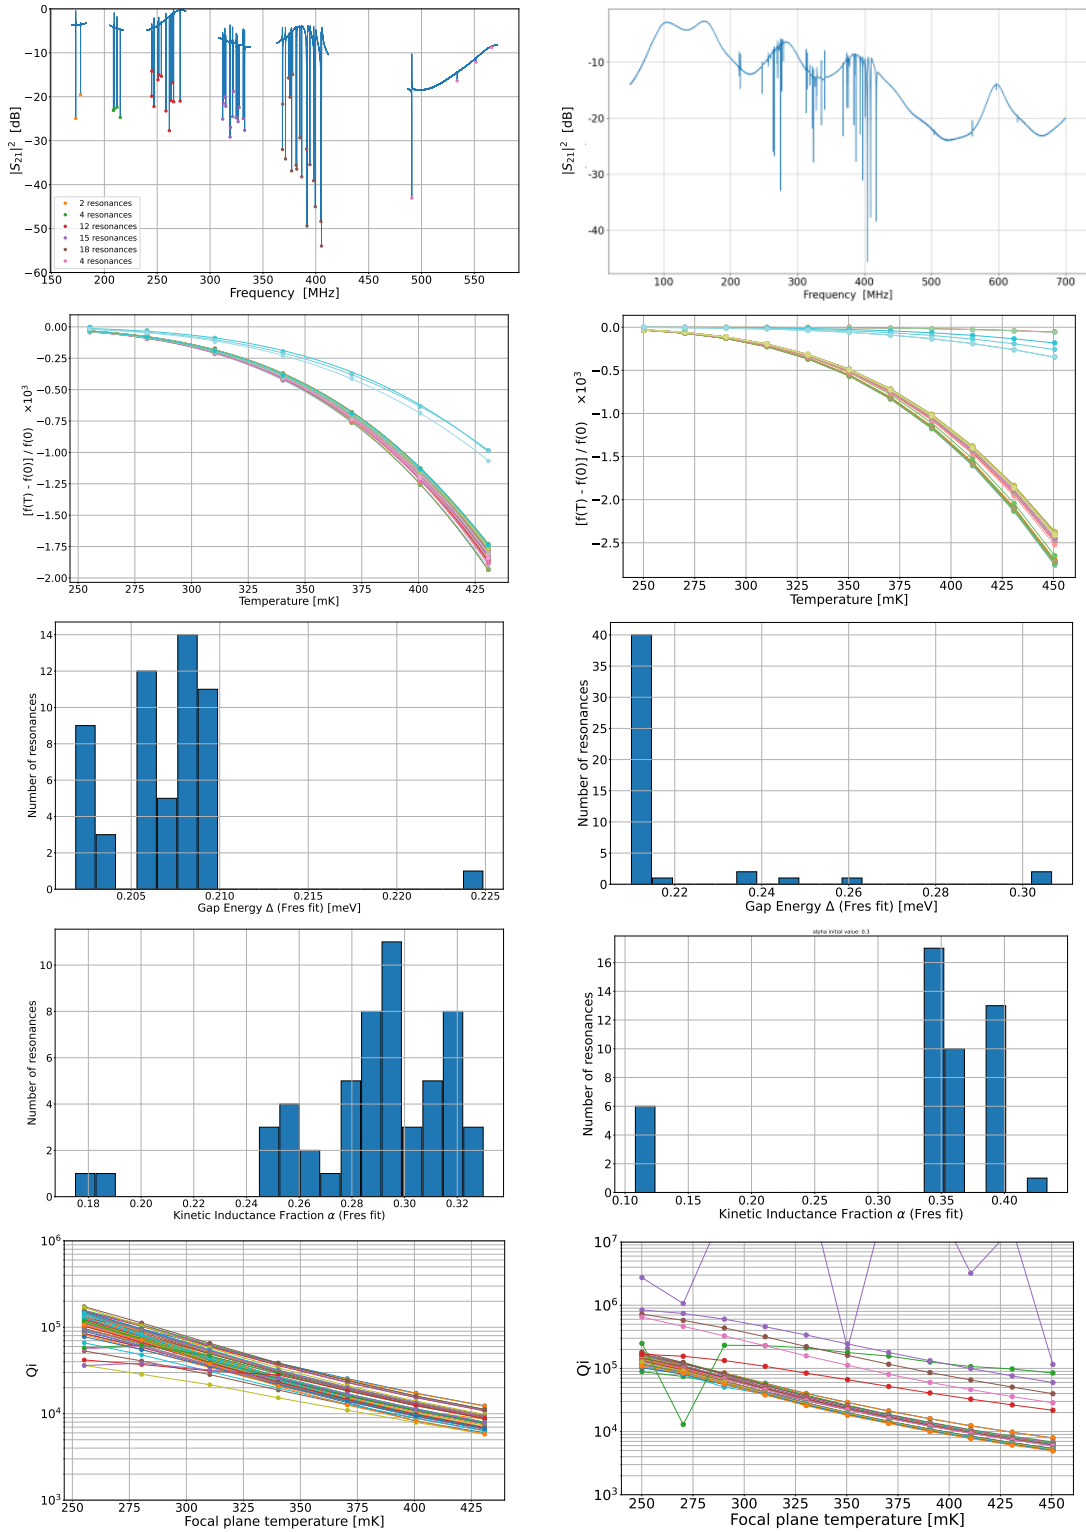 0
−10
−20
−30
−40
−50
−60
|S21|² [dB]
2 resonances
4 resonances
12 resonances
15 resonances
18 resonances
4 resonances
150 200 250 300 350 400 450 500 550
Frequency [MHz]
-10
-20
-30
-40
|S21|² [dB]
100 200 300 400 500 600 700
Frequency [MHz]
0.00
−0.25
−0.50
−0.75
−1.00
−1.25
−1.50
−1.75
−2.00
[f(T) - f(0)] / f(0) ×10³
250 275 300 325 350 375 400 425
Temperature [mK]
0.0
−0.5
−1.0
−1.5
−2.0
−2.5
[f(T) - f(0)] / f(0) ×10³
250 275 300 325 350 375 400 425 450
Temperature [mK]
14
12
10
8
6
4
2
0
Number of resonances
0.205 0.210 0.215 0.220 0.225
Gap Energy Δ (Fres fit) [meV]
40
35
30
25
20
15
10
5
0
Number of resonances
0.22 0.24 0.26 0.28 0.30
Gap Energy Δ (Fres fit) [meV]
10
8
6
4
2
0
Number of resonances
0.18 0.20 0.22 0.24 0.26 0.28 0.30 0.32
Kinetic Inductance Fraction α (Fres fit)
alpha initial value: 0.3
16
14
12
10
8
6
4
2
0
Number of resonances
0.10 0.15 0.20 0.25 0.30 0.35 0.40
Kinetic Inductance Fraction α (Fres fit)
10⁶
10⁵
10⁴
10³
Qi
250 275 300 325 350 375 400 425
Focal plane temperature [mK]
10⁷
10⁶
10⁵
10⁴
10³
Qi
250 275 300 325 350 375 400 425 450
Focal plane temperature [mK]